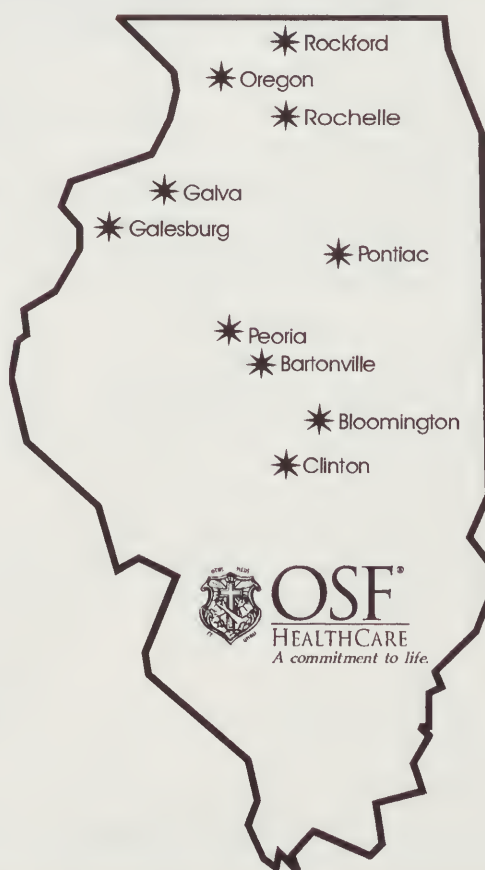 Rockford
Oregon
Rochelle
Galva
Galesburg
Pontiac
Peoria
Bartonville
Bloomington
Clinton
OSF®
HEALTHCARE
A commitment to life.